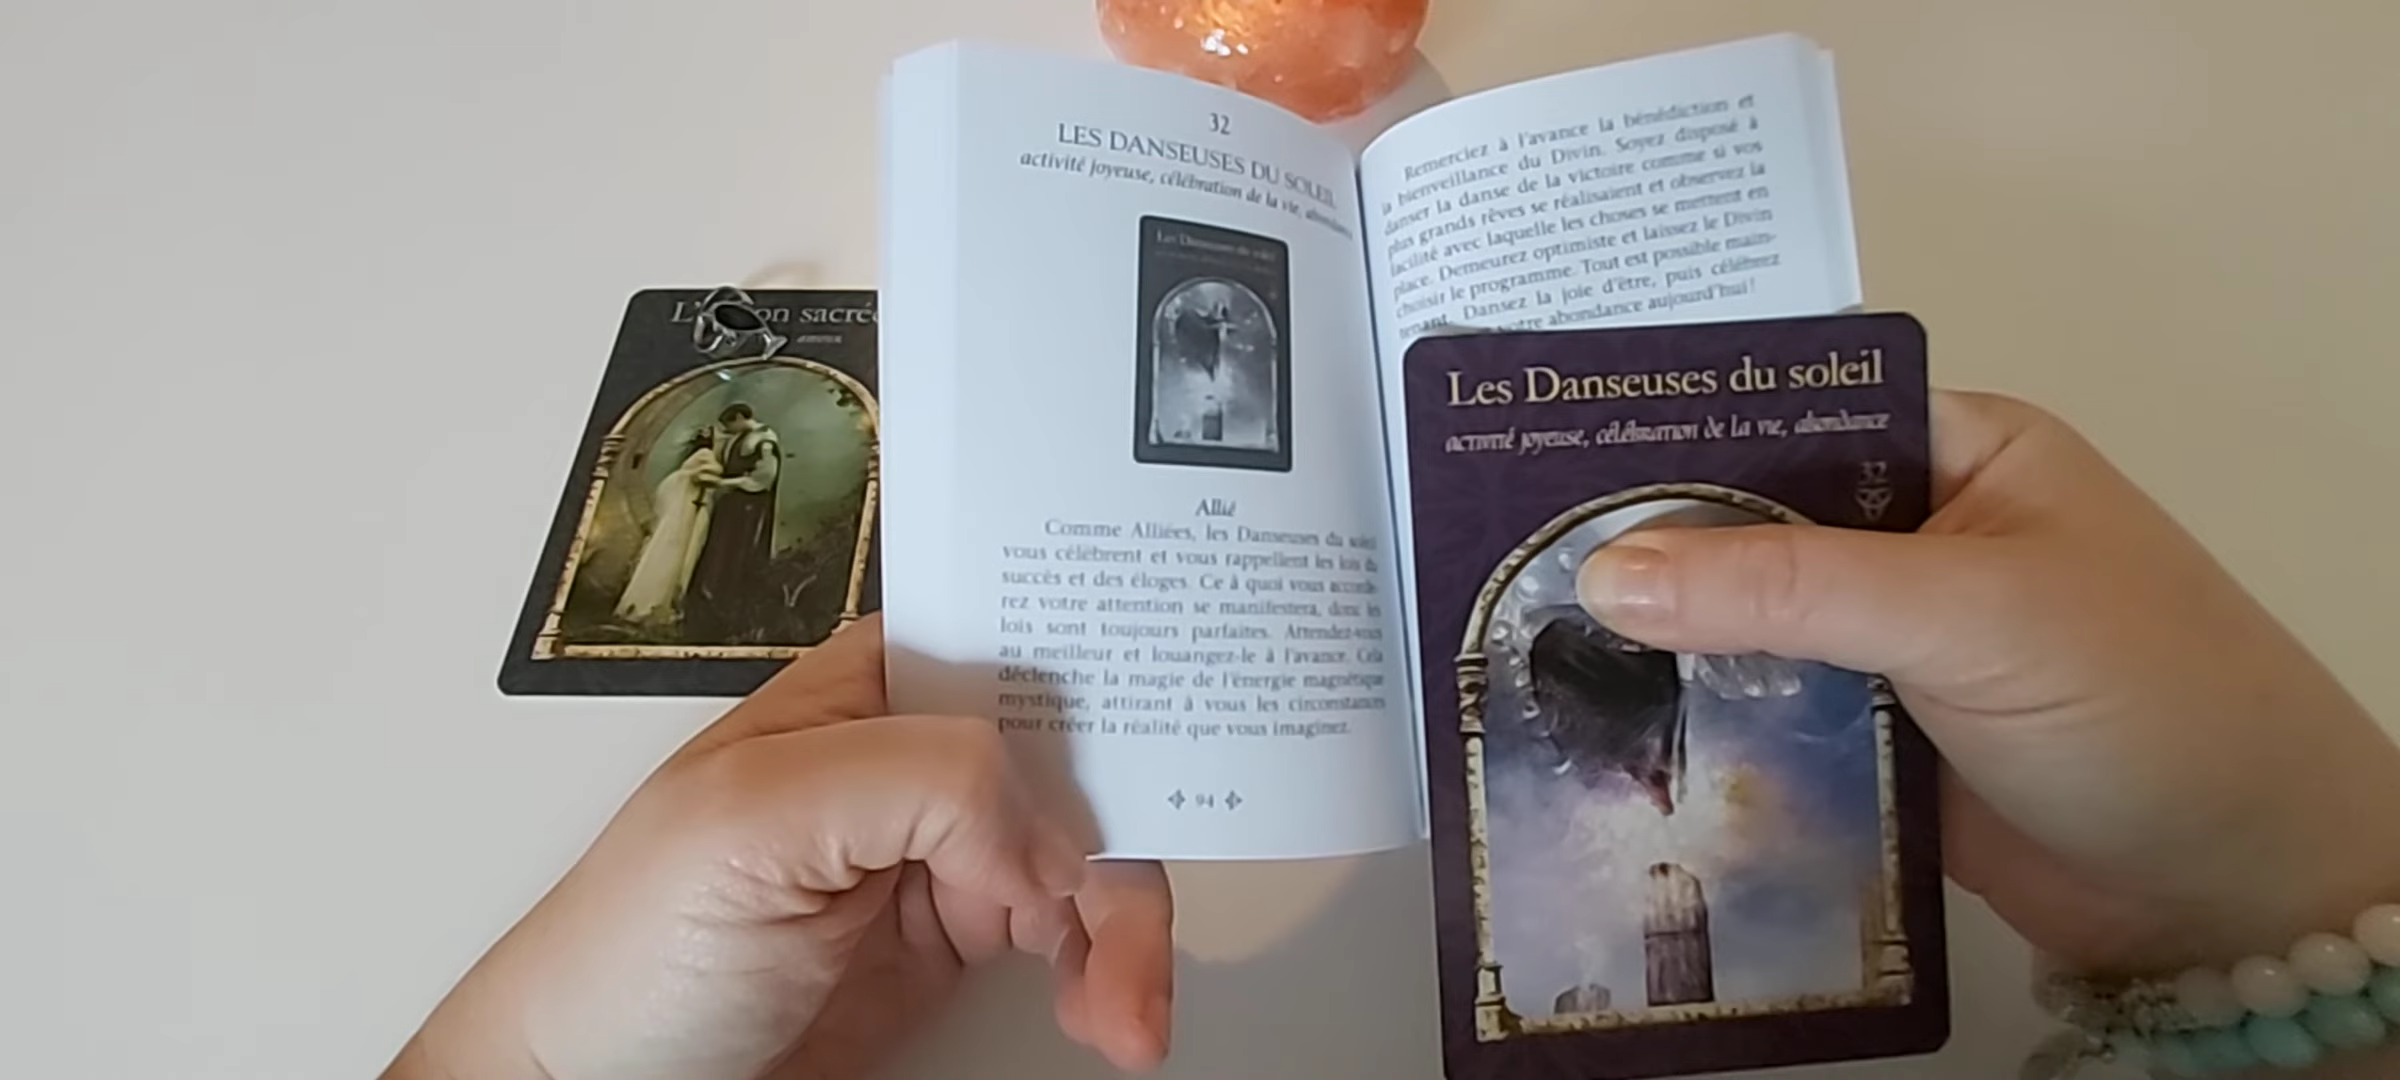 L' on sacré
amour
32
LES DANSEUSES DU SOLEIL
activité joyeuse, célébration de la vie, abondance
Les Danseuses du soleil
Allié
Comme Alliées, les Danseuses du soleil
vous célèbrent et vous rappellent les lois du
succès et des éloges. Ce à quoi vous accorde-
rez votre attention se manifestera, donc les
lois sont toujours parfaites. Attendez-vous
au meilleur et louangez-le à l'avance. Cela
déclenche la magie de l'énergie magnétique
mystique, attirant à vous les circonstances
pour créer la réalité que vous imaginez.
94
Remerciez à l'avance la bénédiction et
la bienveillance du Divin. Soyez disposé à
danser la danse de la victoire comme si vos
plus grands rêves se réalisaient et observez la
facilité avec laquelle les choses se mettent en
place. Demeurez optimiste et laissez le Divin
choisir le programme. Tout est possible main-
tenant. Dansez la joie d'être, puis célébrez
votre abondance aujourd'hui!
Les Danseuses du soleil
activité joyeuse, célébration de la vie, abondance
32